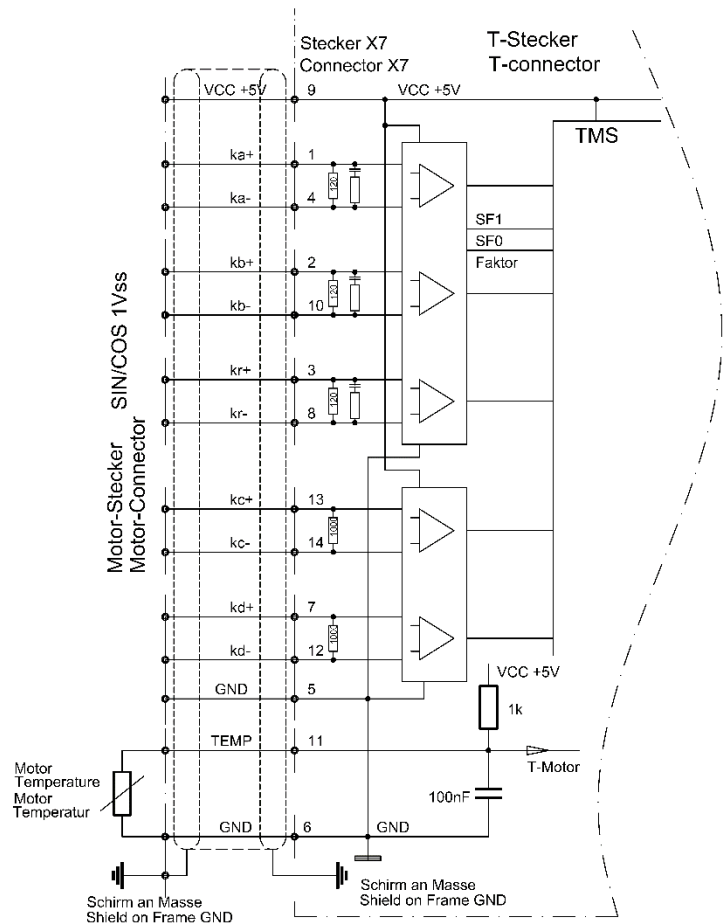 Stecker X7
Connector X7
T-Stecker
T-connector
VCC +5V 9 VCC +5V
TMS
ka+ 1
120
ka- 4
SF1
SF0
Faktor
kb+ 2
120
kb- 10
kr+ 3
120
kr- 8
Motor-Stecker SIN/COS 1Vss
Motor-Connector
kc+ 13
1000
kc- 14
kd+ 7
1000
kd- 12
GND 5
VCC +5V
1k
TEMP 11
T-Motor
Motor
Temperature
Motor
Temperatur
100nF
GND 6 GND
Schirm an Masse
Shield on Frame GND
Schirm an Masse
Shield on Frame GND